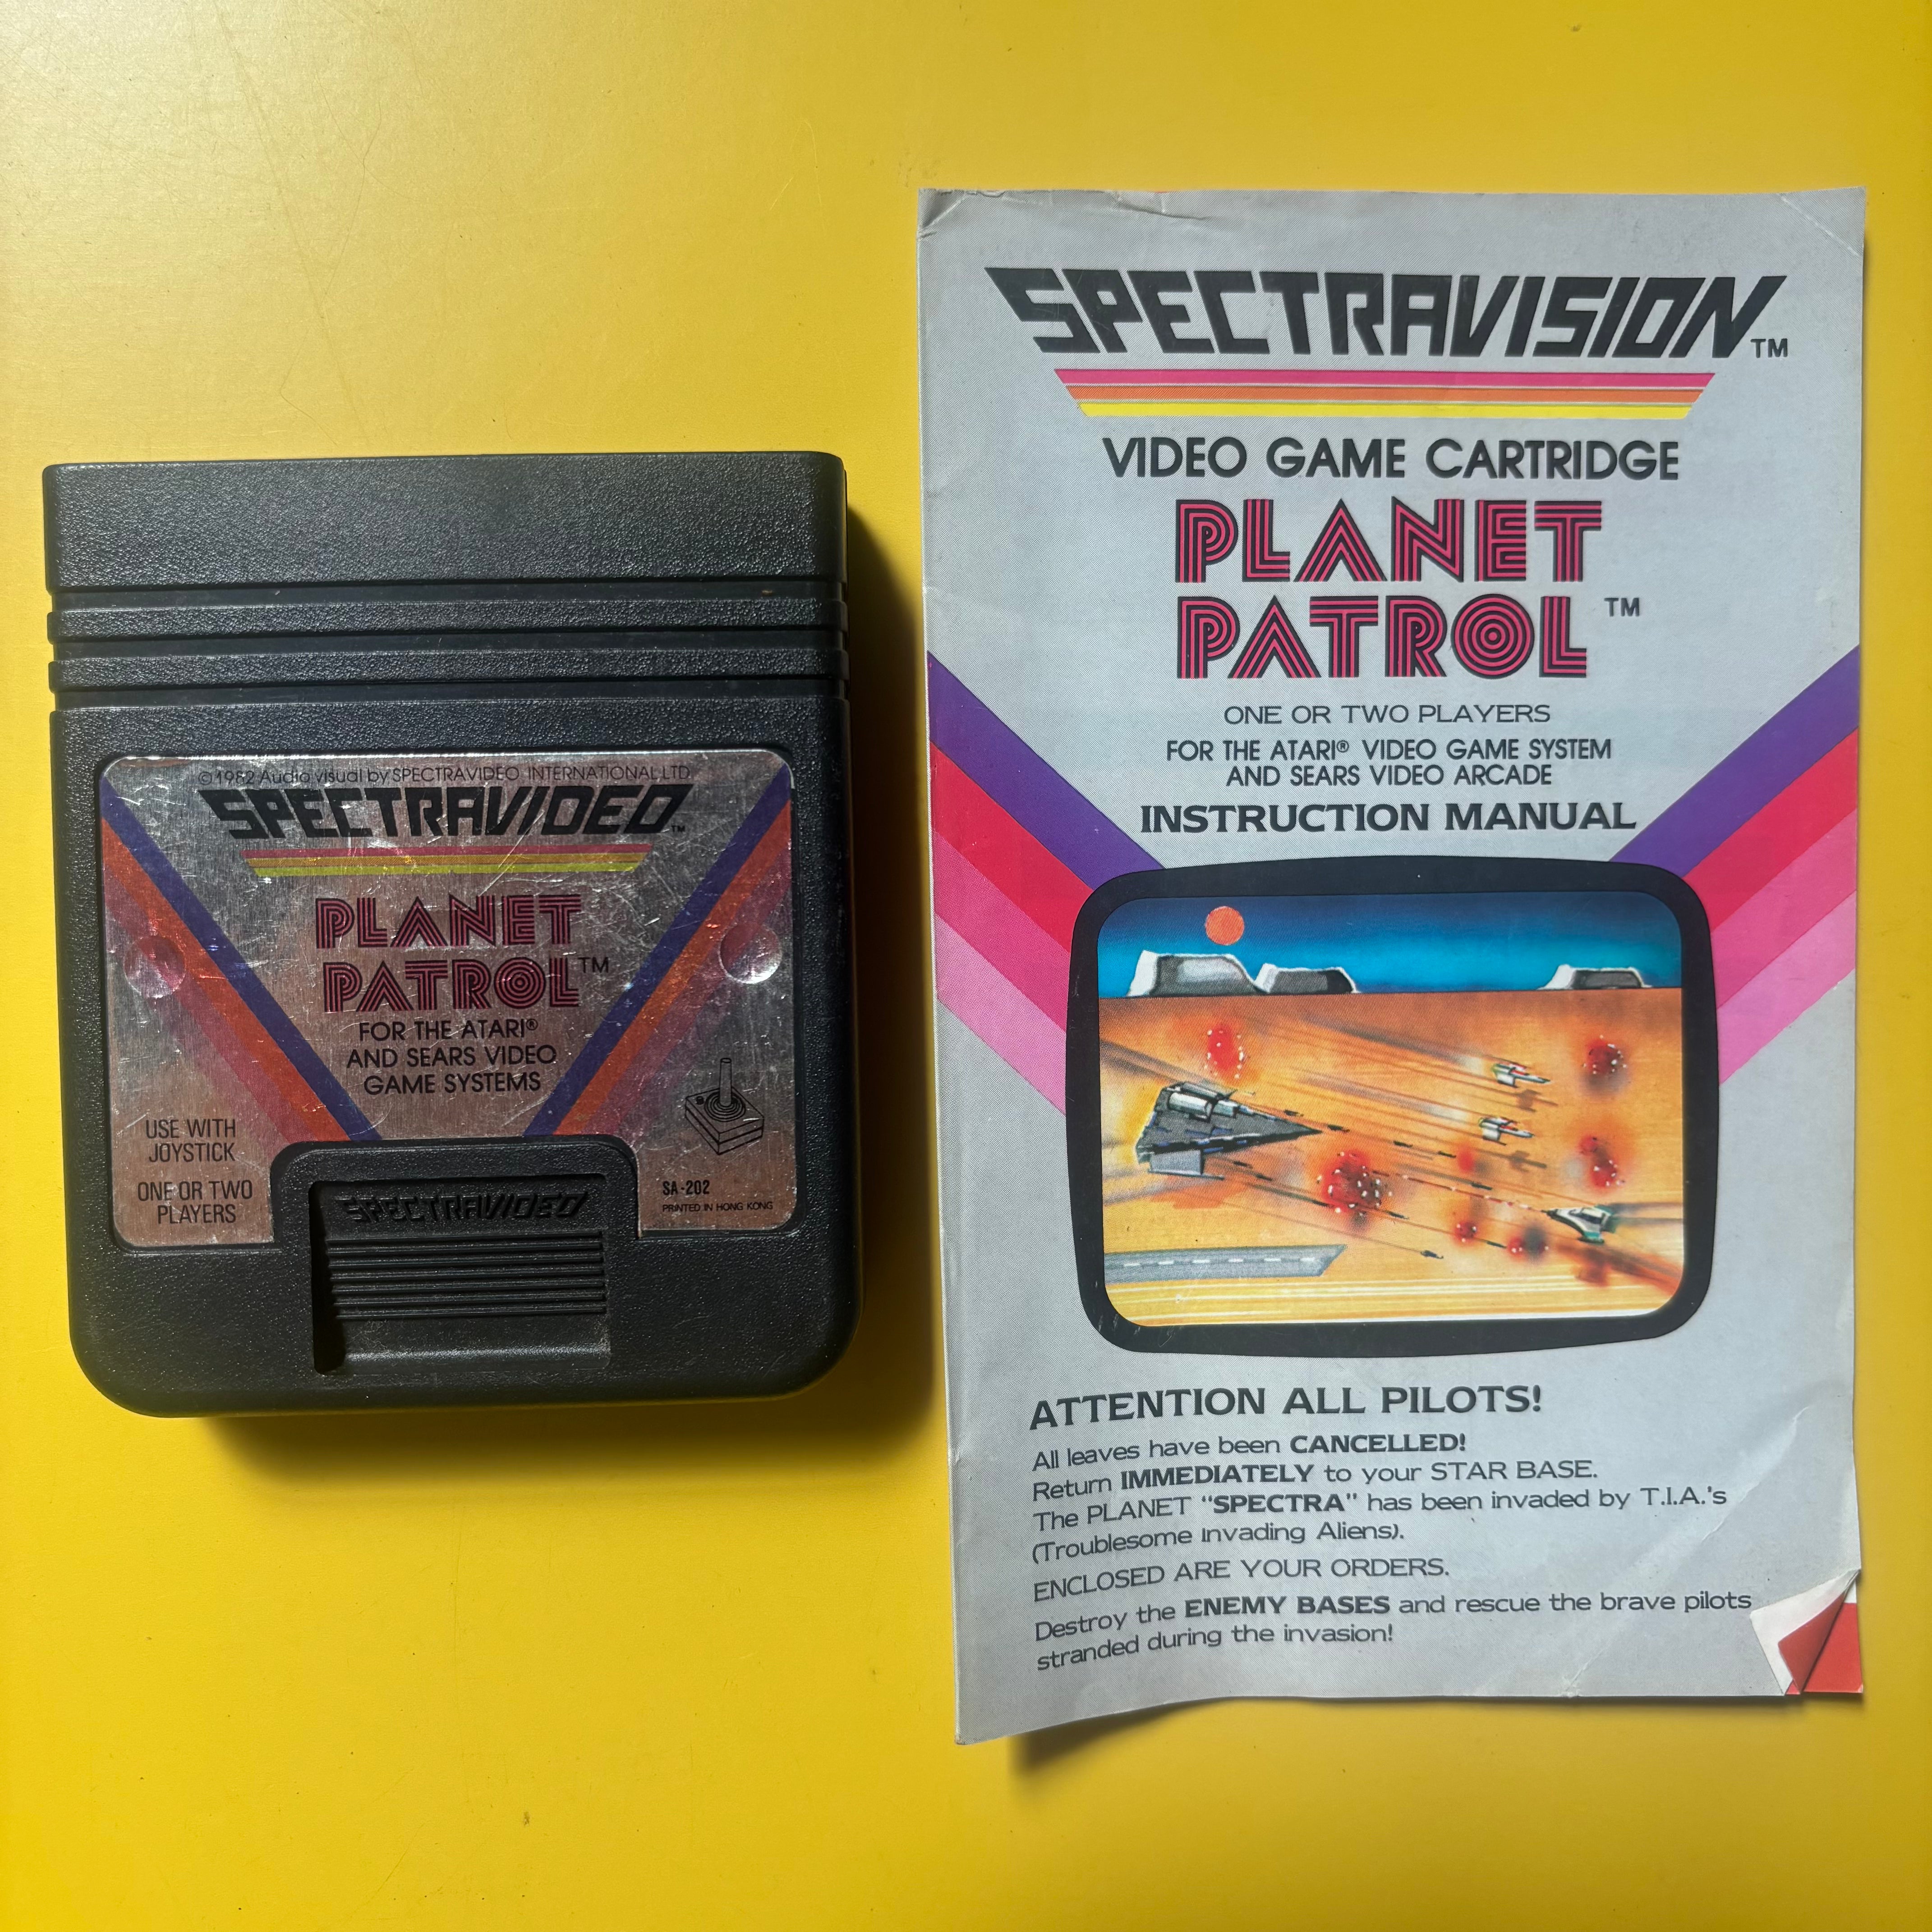 ©1982 Audio visual by SPECTRAVIDEO INTERNATIONAL LTD.
SPECTRAVIDEO™
PLANET
PATROL™
FOR THE ATARI®
AND SEARS VIDEO
GAME SYSTEMS
USE WITH
JOYSTICK
ONE OR TWO
PLAYERS
SA-202
PRINTED IN HONG KONG
SPECTRAVIDEO
SPECTRAVISION™
VIDEO GAME CARTRIDGE
PLANET
PATROL™
ONE OR TWO PLAYERS
FOR THE ATARI® VIDEO GAME SYSTEM
AND SEARS VIDEO ARCADE
INSTRUCTION MANUAL
ATTENTION ALL PILOTS!
All leaves have been CANCELLED!
Return IMMEDIATELY to your STAR BASE.
The PLANET “SPECTRA” has been invaded by T.I.A.'s
(Troublesome Invading Aliens).
ENCLOSED ARE YOUR ORDERS.
Destroy the ENEMY BASES and rescue the brave pilots
stranded during the invasion!